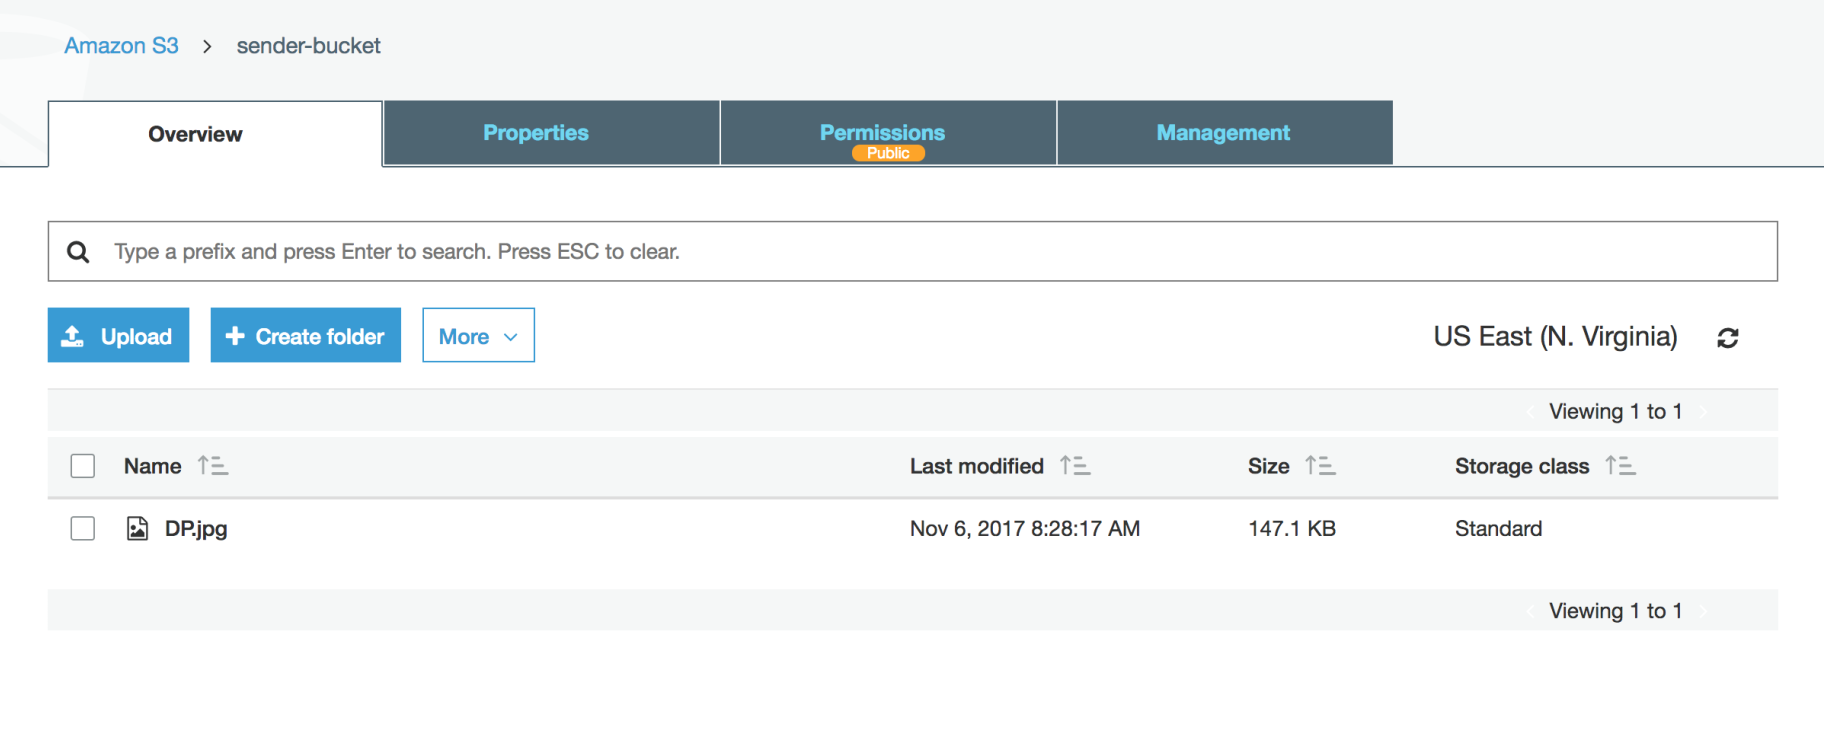 Amazon S3 > sender-bucket
Overview Properties Permissions Management
Public
Type a prefix and press Enter to search. Press ESC to clear.
Upload + Create folder More US East (N. Virginia)
Viewing 1 to 1
Name Last modified Size Storage class
DP.jpg Nov 6, 2017 8:28:17 AM 147.1 KB Standard
Viewing 1 to 1